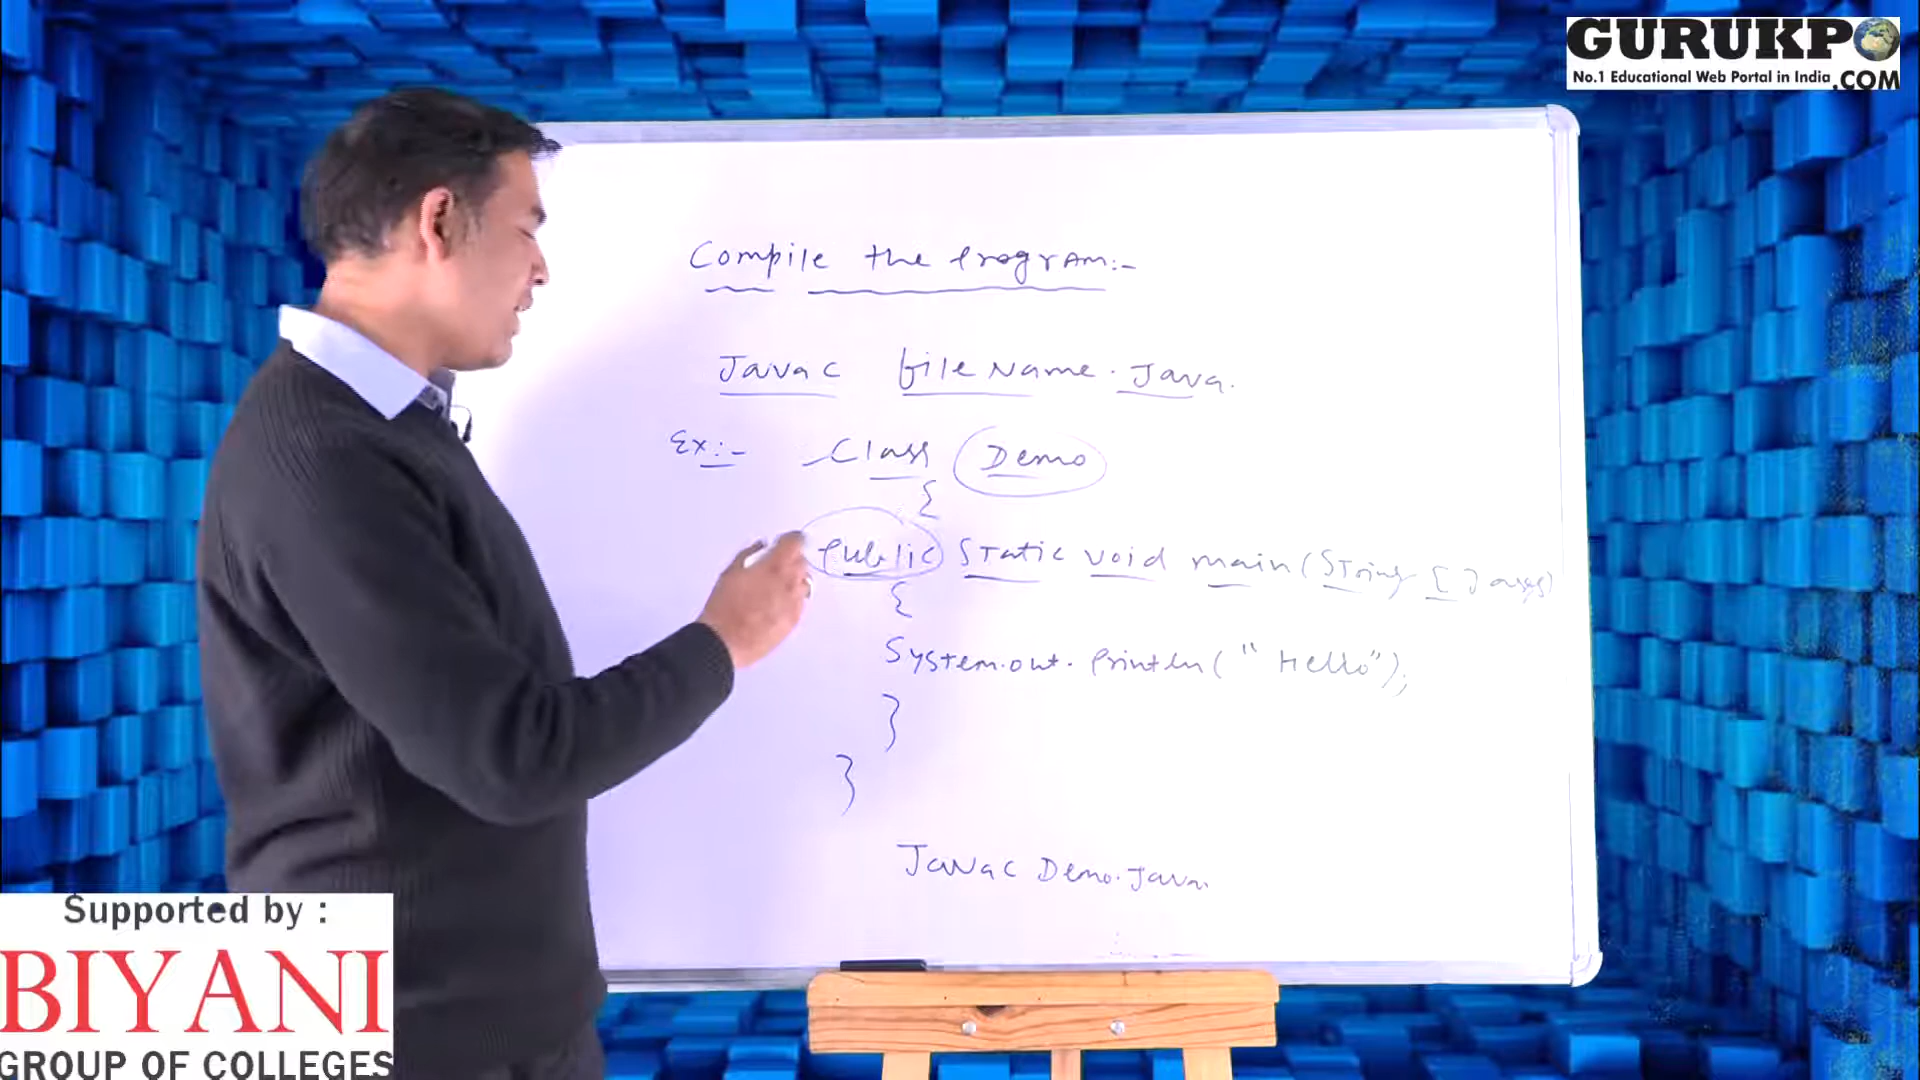 GURUKPO
No.1 Educational Web Portal in India .COM
Compile the Program:-
Javac fileName.Java.
Ex:- Class Demo
{
Public Static void main(String []args)
{
System.out.Println("Hello");
}
}
Javac Demo.Java.
Supported by :
BIYANI
GROUP OF COLLEGES